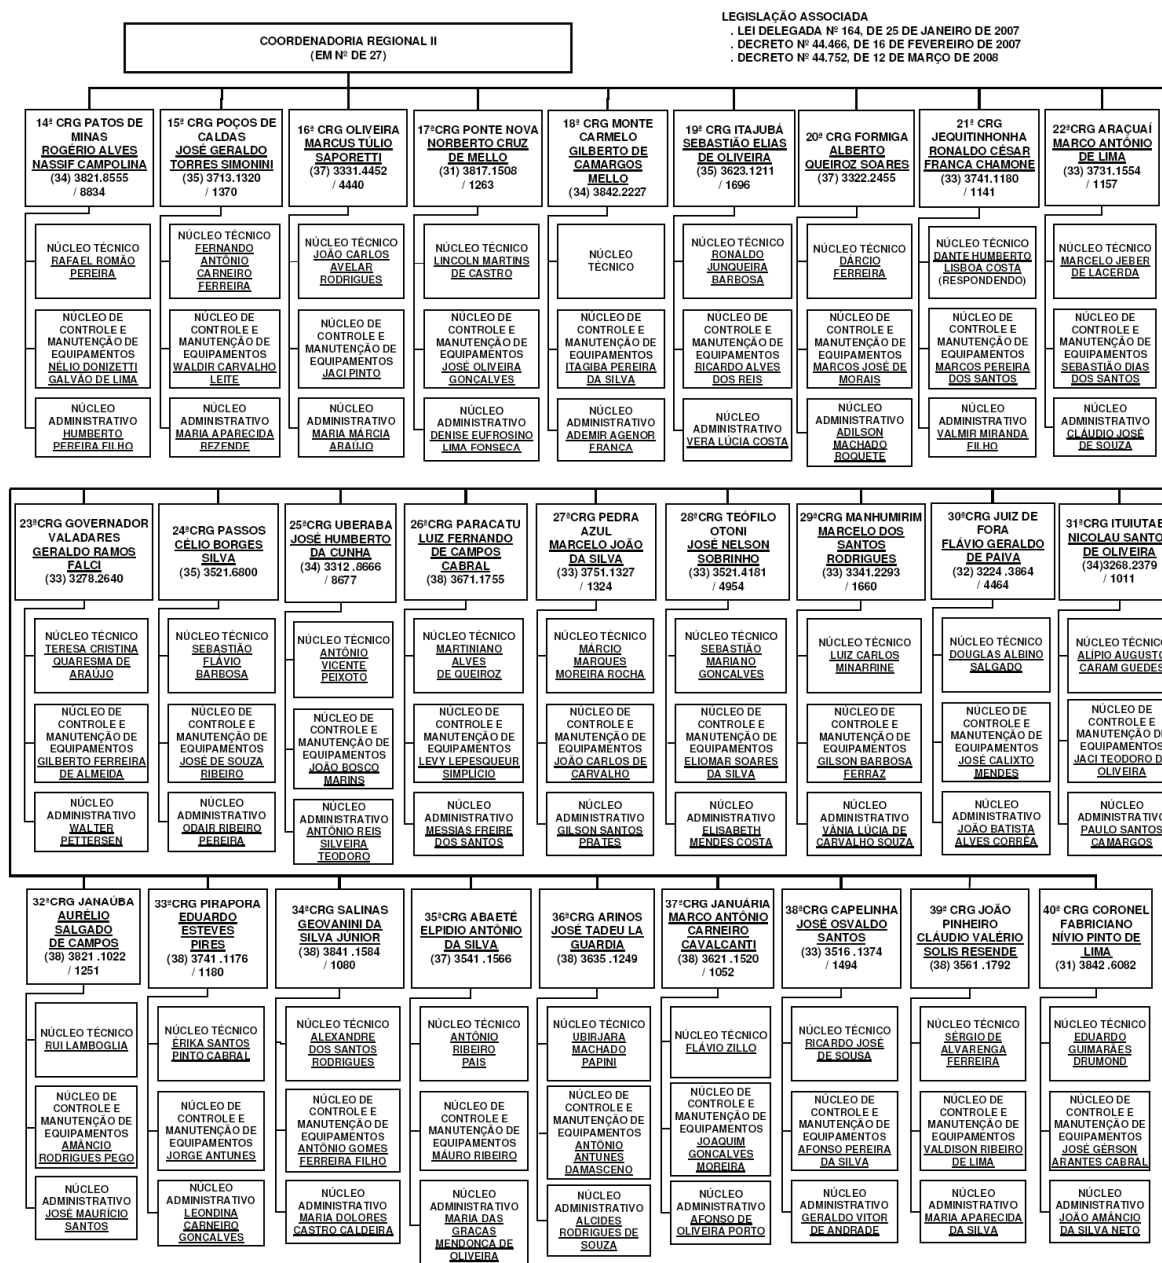 COORDENADORIA REGIONAL II
(EM Nº DE 27)
LEGISLAÇÃO ASSOCIADA
. LEI DELEGADA Nº 164, DE 25 DE JANEIRO DE 2007
. DECRETO Nº 44.466, DE 16 DE FEVEREIRO DE 2007
. DECRETO Nº 44.752, DE 12 DE MARÇO DE 2008
14ª CRG PATOS DE
MINAS
ROGÉRIO ALVES
NASSIF CAMPOLINA
(34) 3821.8555
/ 8834
15ª CRG POÇOS DE
CALDAS
JOSÉ GERALDO
TORRES SIMONINI
(35) 3713.1320
/ 1370
16ª CRG OLIVEIRA
MARCUS TÚLIO
SAPORETTI
(37) 3331.4452
/ 4440
17ªCRG PONTE NOVA
NORBERTO CRUZ
DE MELLO
(31) 3817.1508
/ 1263
18ª CRG MONTE
CARMELO
GILBERTO DE
CAMARGOS
MELLO
(34) 3842.2227
19ª CRG ITAJUBÁ
SEBASTIÃO ELIAS
DE OLIVEIRA
(35) 3623.1211
/ 1696
20ª CRG FORMIGA
ALBERTO
QUEIROZ SOARES
(37) 3322.2455
21ª CRG
JEQUITINHONHA
RONALDO CÉSAR
FRANCA CHAMONE
(33) 3741.1180
/ 1141
22ªCRG ARAÇUAÍ
MARCO ANTÔNIO
DE LIMA
(33) 3731.1554
/ 1157
NÚCLEO TÉCNICO
RAFAEL ROMÃO
PEREIRA
NÚCLEO TÉCNICO
FERNANDO
ANTÔNIO
CARNEIRO
FERREIRA
NÚCLEO TÉCNICO
JOÃO CARLOS
AVELAR
RODRIGUES
NÚCLEO TÉCNICO
LINCOLN MARTINS
DE CASTRO
NÚCLEO
TÉCNICO
NÚCLEO TÉCNICO
RONALDO
JUNQUEIRA
BARBOSA
NÚCLEO TÉCNICO
DÁRCIO
FERREIRA
NÚCLEO TÉCNICO
DANTE HUMBERTO
LISBOA COSTA
(RESPONDENDO)
NÚCLEO TÉCNICO
MARCELO JEBER
DE LACERDA
NÚCLEO DE
CONTROLE E
MANUTENÇÃO DE
EQUIPAMENTOS
NÉLIO DONIZETTI
GALVÃO DE LIMA
NÚCLEO DE
CONTROLE E
MANUTENÇÃO DE
EQUIPAMENTOS
WALDIR CARVALHO
LEITE
NÚCLEO DE
CONTROLE E
MANUTENÇÃO DE
EQUIPAMENTOS
JACI PINTO
NÚCLEO DE
CONTROLE E
MANUTENÇÃO DE
EQUIPAMENTOS
JOSÉ OLIVEIRA
GONCALVES
NÚCLEO DE
CONTROLE E
MANUTENÇÃO DE
EQUIPAMENTOS
ITAGIBA PEREIRA
DA SILVA
NÚCLEO DE
CONTROLE E
MANUTENÇÃO DE
EQUIPAMENTOS
RICARDO ALVES
DOS REIS
NÚCLEO DE
CONTROLE E
MANUTENÇÃO DE
EQUIPAMENTOS
MARCOS JOSÉ DE
MORAIS
NÚCLEO DE
CONTROLE E
MANUTENÇÃO DE
EQUIPAMENTOS
MARCOS PEREIRA
DOS SANTOS
NÚCLEO DE
CONTROLE E
MANUTENÇÃO DE
EQUIPAMENTOS
SEBASTIÃO DIAS
DOS SANTOS
NÚCLEO
ADMINISTRATIVO
HUMBERTO
PEREIRA FILHO
NÚCLEO
ADMINISTRATIVO
MARIA APARECIDA
REZENDE
NÚCLEO
ADMINISTRATIVO
MARIA MÁRCIA
ARAÚJO
NÚCLEO
ADMINISTRATIVO
DENISE EUFROSINO
LIMA FONSECA
NÚCLEO
ADMINISTRATIVO
ADEMIR AGENOR
FRANÇA
NÚCLEO
ADMINISTRATIVO
VERA LÚCIA COSTA
NÚCLEO
ADMINISTRATIVO
ADILSON
MACHADO
ROQUETE
NÚCLEO
ADMINISTRATIVO
VALMIR MIRANDA
FILHO
NÚCLEO
ADMINISTRATIVO
CLÁUDIO JOSÉ
DE SOUZA
23ªCRG GOVERNADOR
VALADARES
GERALDO RAMOS
FALCI
(33) 3278.2640
24ªCRG PASSOS
CÉLIO BORGES
SILVA
(35) 3521.6800
25ªCRG UBERABA
JOSÉ HUMBERTO
DA CUNHA
(34) 3312 .8666
/ 8677
26ªCRG PARACATU
LUIZ FERNANDO
DE CAMPOS
CABRAL
(38) 3671.1755
27ªCRG PEDRA
AZUL
MARCELO JOÃO
DA SILVA
(33) 3751.1327
/ 1324
28ª CRG TEÓFILO
OTONI
JOSÉ NELSON
SOBRINHO
(33) 3521.4181
/ 4954
29ªCRG MANHUMIRIM
MARCELO DOS
SANTOS
RODRIGUES
(33) 3341.2293
/ 1660
30ªCRG JUIZ DE
FORA
FLÁVIO GERALDO
DE PAIVA
(32) 3224 .3864
/ 4464
31ªCRG ITUIUTAB
NICOLAU SANTO
DE OLIVEIRA
(34)3268.2379
/ 1011
NÚCLEO TÉCNICO
TERESA CRISTINA
QUARESMA DE
ARAÚJO
NÚCLEO TÉCNICO
SEBASTIÃO
FLÁVIO
BARBOSA
NÚCLEO TÉCNICO
ANTÔNIO
VICENTE
PEIXOTO
NÚCLEO TÉCNICO
MARTINIANO
ALVES
DE QUEIROZ
NÚCLEO TÉCNICO
MÁRCIO
MARQUES
MOREIRA ROCHA
NÚCLEO TÉCNICO
SEBASTIÃO
MARIANO
GONÇALVES
NÚCLEO TÉCNICO
LUIZ CARLOS
MINARRINE
NÚCLEO TÉCNICO
DOUGLAS ALBINO
SALGADO
NÚCLEO TÉCNICO
ALÍPIO AUGUSTO
CARAM GUEDES
NÚCLEO DE
CONTROLE E
MANUTENÇÃO DE
EQUIPAMENTOS
GILBERTO FERREIRA
DE ALMEIDA
NÚCLEO DE
CONTROLE E
MANUTENÇÃO DE
EQUIPAMENTOS
JOSÉ DE SOUZA
RIBEIRO
NÚCLEO DE
CONTROLE E
MANUTENÇÃO DE
EQUIPAMENTOS
JOÃO BOSCO
MARINS
NÚCLEO DE
CONTROLE E
MANUTENÇÃO DE
EQUIPAMENTOS
LEVY LEPESQUEUR
SIMPLÍCIO
NÚCLEO DE
CONTROLE E
MANUTENÇÃO DE
EQUIPAMENTOS
JOÃO CARLOS DE
CARVALHO
NÚCLEO DE
CONTROLE E
MANUTENÇÃO DE
EQUIPAMENTOS
ELIOMAR SOARES
DA SILVA
NÚCLEO DE
CONTROLE E
MANUTENÇÃO DE
EQUIPAMENTOS
GILSON BARBOSA
FERRAZ
NÚCLEO DE
CONTROLE E
MANUTENÇÃO DE
EQUIPAMENTOS
JOSÉ CALIXTO
MENDES
NÚCLEO DE
CONTROLE E
MANUTENÇÃO DE
EQUIPAMENTOS
JACI TEODORO D
OLIVEIRA
NÚCLEO
ADMINISTRATIVO
WALTER
PETTERSEN
NÚCLEO
ADMINISTRATIVO
ODAIR RIBEIRO
PEREIRA
NÚCLEO
ADMINISTRATIVO
ANTÔNIO REIS
SILVEIRA
TEODORO
NÚCLEO
ADMINISTRATIVO
MESSIAS FREIRE
DOS SANTOS
NÚCLEO
ADMINISTRATIVO
GILSON SANTOS
PRATES
NÚCLEO
ADMINISTRATIVO
ELISABETH
MENDES COSTA
NÚCLEO
ADMINISTRATIVO
VÂNIA LÚCIA DE
CARVALHO SOUZA
NÚCLEO
ADMINISTRATIVO
JOÃO BATISTA
ALVES CORRÊA
NÚCLEO
ADMINISTRATIVO
PAULO SANTOS
CAMARGOS
32ªCRG JANAÚBA
AURÉLIO
SALGADO
DE CAMPOS
(38) 3821 .1022
/ 1251
33ªCRG PIRAPORA
EDUARDO
ESTEVES
PIRES
(38) 3741 .1176
/ 1180
34ªCRG SALINAS
GEOVANINI DA
SILVA JÚNIOR
(38) 3841 .1584
/ 1080
35ªCRG ABAETÉ
ELPIDIO ANTÔNIO
DA SILVA
(37) 3541 .1566
36ªCRG ARINOS
JOSÉ TADEU LA
GUARDIA
(38) 3635 .1249
37ªCRG JANUÁRIA
MARCO ANTÔNIO
CARNEIRO
CAVALCANTI
(38) 3621 .1520
/ 1052
38ªCRG CAPELINHA
JOSÉ OSVALDO
SANTOS
(33) 3516 .1374
/ 1494
39ª CRG JOÃO
PINHEIRO
CLÁUDIO VALÉRIO
SOLIS RESENDE
(38) 3561 .1792
40ª CRG CORONEL
FABRICIANO
NÍVIO PINTO DE
LIMA
(31) 3842 .6082
NÚCLEO TÉCNICO
RUI LAMBOGLIA
NÚCLEO TÉCNICO
ÉRIKA SANTOS
PINTO CABRAL
NÚCLEO TÉCNICO
ALEXANDRE
DOS SANTOS
RODRIGUES
NÚCLEO TÉCNICO
ANTÔNIO
RIBEIRO
PAIS
NÚCLEO TÉCNICO
UBIRJARA
MACHADO
PAPINI
NÚCLEO TÉCNICO
FLÁVIO ZILLO
NÚCLEO TÉCNICO
RICARDO JOSÉ
DE SOUSA
NÚCLEO TÉCNICO
SÉRGIO DE
ALVARENGA
FERREIRA
NÚCLEO TÉCNICO
EDUARDO
GUIMARÃES
DRUMOND
NÚCLEO DE
CONTROLE E
MANUTENÇÃO DE
EQUIPAMENTOS
AMÂNCIO
RODRIGUES PEGO
NÚCLEO DE
CONTROLE E
MANUTENÇÃO DE
EQUIPAMENTOS
JORGE ANTUNES
NÚCLEO DE
CONTROLE E
MANUTENÇÃO DE
EQUIPAMENTOS
ANTÔNIO GOMES
FERREIRA FILHO
NÚCLEO DE
CONTROLE E
MANUTENÇÃO DE
EQUIPAMENTOS
MÁURO RIBEIRO
NÚCLEO DE
CONTROLE E
MANUTENÇÃO DE
EQUIPAMENTOS
ANTÔNIO
ANTUNES
DAMASCENO
NÚCLEO DE
CONTROLE E
MANUTENÇÃO DE
EQUIPAMENTOS
JOAQUIM
GONCALVES
MOREIRA
NÚCLEO DE
CONTROLE E
MANUTENÇÃO DE
EQUIPAMENTOS
AFONSO PEREIRA
DA SILVA
NÚCLEO DE
CONTROLE E
MANUTENÇÃO DE
EQUIPAMENTOS
VALDISON RIBEIRO
DE LIMA
NÚCLEO DE
CONTROLE E
MANUTENÇÃO DE
EQUIPAMENTOS
JOSÉ GÉRSON
ARANTES CABRAL
NÚCLEO
ADMINISTRATIVO
JOSÉ MAURÍCIO
SANTOS
NÚCLEO
ADMINISTRATIVO
LEONDINA
CARNEIRO
GONÇALVES
NÚCLEO
ADMINISTRATIVO
MARIA DOLORES
CASTRO CALDEIRA
NÚCLEO
ADMINISTRATIVO
MARIA DAS
GRACAS
MENDONCA DE
OLIVEIRA
NÚCLEO
ADMINISTRATIVO
ALCIDES
RODRIGUES DE
SOUZA
NÚCLEO
ADMINISTRATIVO
AFONSO DE
OLIVEIRA PORTO
NÚCLEO
ADMINISTRATIVO
GERALDO VITOR
DE ANDRADE
NÚCLEO
ADMINISTRATIVO
MARIA APARECIDA
DA SILVA
NÚCLEO
ADMINISTRATIVO
JOÃO AMÂNCIO
DA SILVA NETO